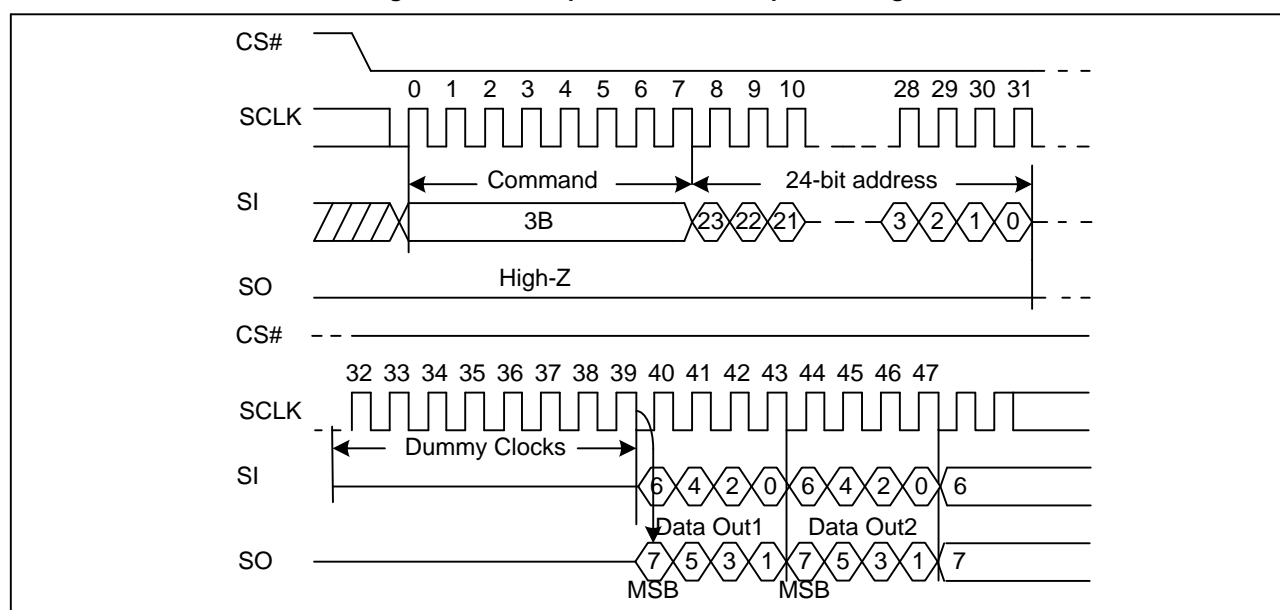 CS#
0 1 2 3 4 5 6 7 8 9 10 28 29 30 31
SCLK
Command 24-bit address
SI
3B 23 22 21 3 2 1 0
High-Z
SO
CS#
32 33 34 35 36 37 38 39 40 41 42 43 44 45 46 47
SCLK
Dummy Clocks
SI
6 4 2 0 6 4 2 0 6
Data Out1 Data Out2
SO
7 5 3 1 7 5 3 1 7
MSB MSB